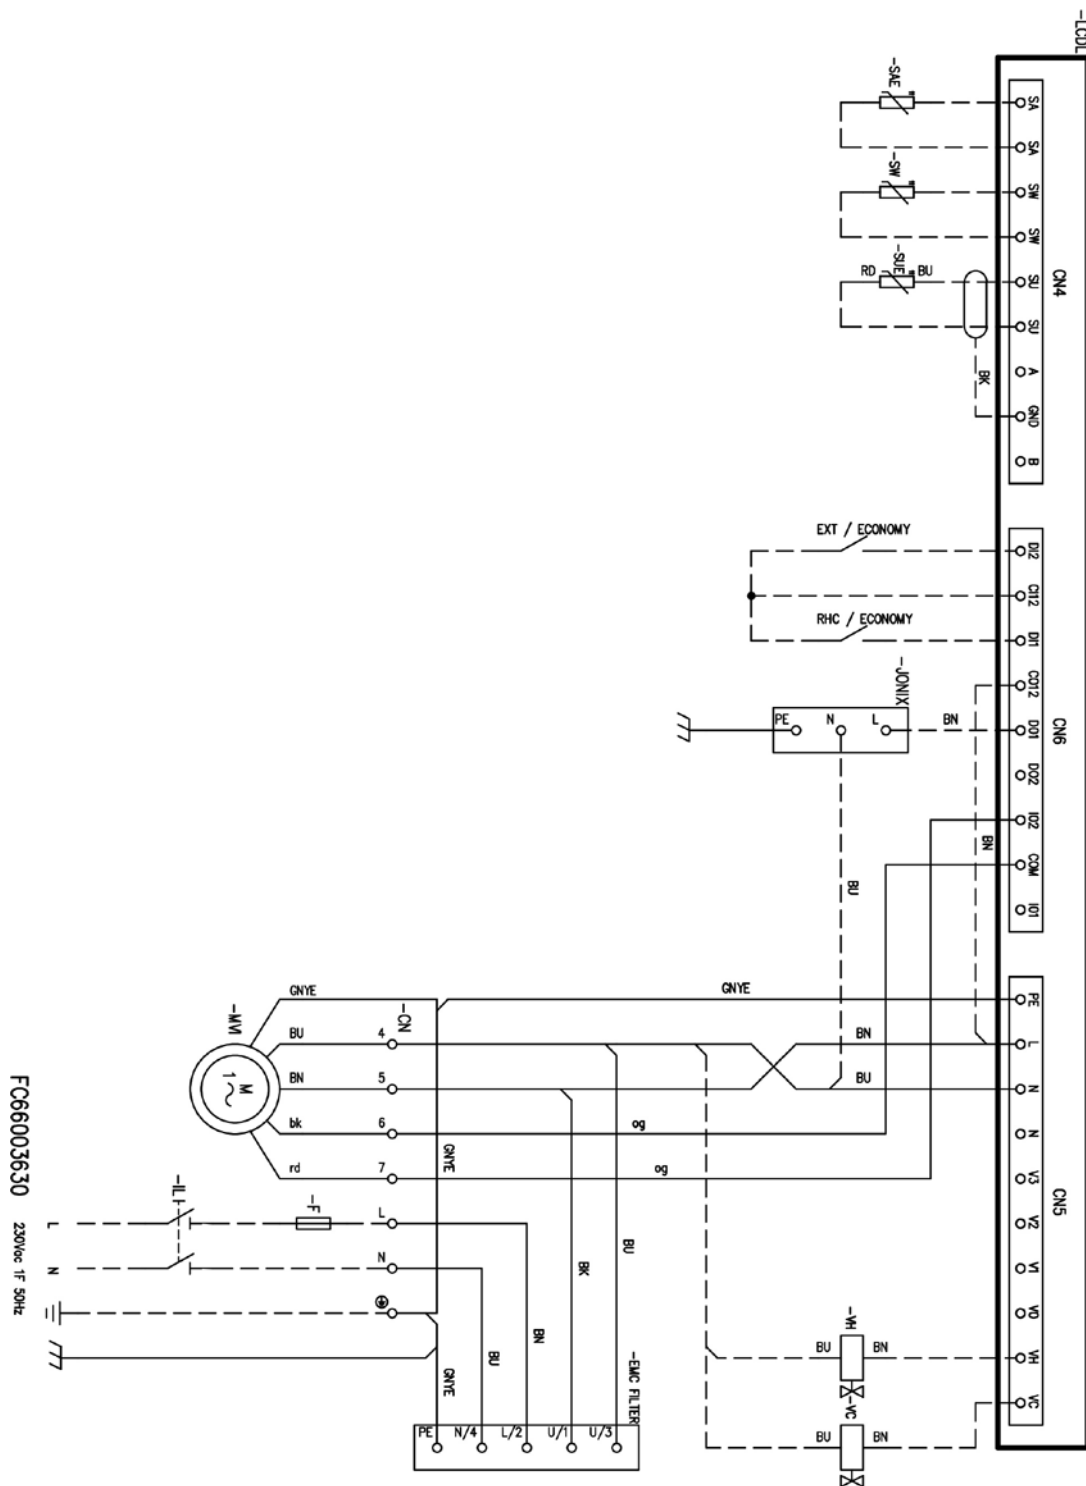 -LCDL
-SAE
SA
SA
-SW
SW
SW
-SUE
RD
BU
SU
SU
CN4
A
BK
GND
B
EXT / ECONOMY
DI2
CI12
RHC / ECONOMY
DI1
-JONIX
CO12
PE
N
L
BN
DO1
CN6
DO2
IO2
BN
COM
BU
IO1
GNYE
GNYE
PE
-MVI
-CN
BU
4
BN
L
BN
5
BU
N
M
1
bk
6
og
N
GNYE
rd
7
og
V3
CN5
-IL
-F
L
L
V2
BU
N
N
V1
BK
V0
BN
-VH
BU
BN
VH
-EMC FILTER
GNYE
BU
-VC
VC
PE
N/4
L/2
U/1
U/3
BU
BN
FC66003630
230Vac 1F 50Hz